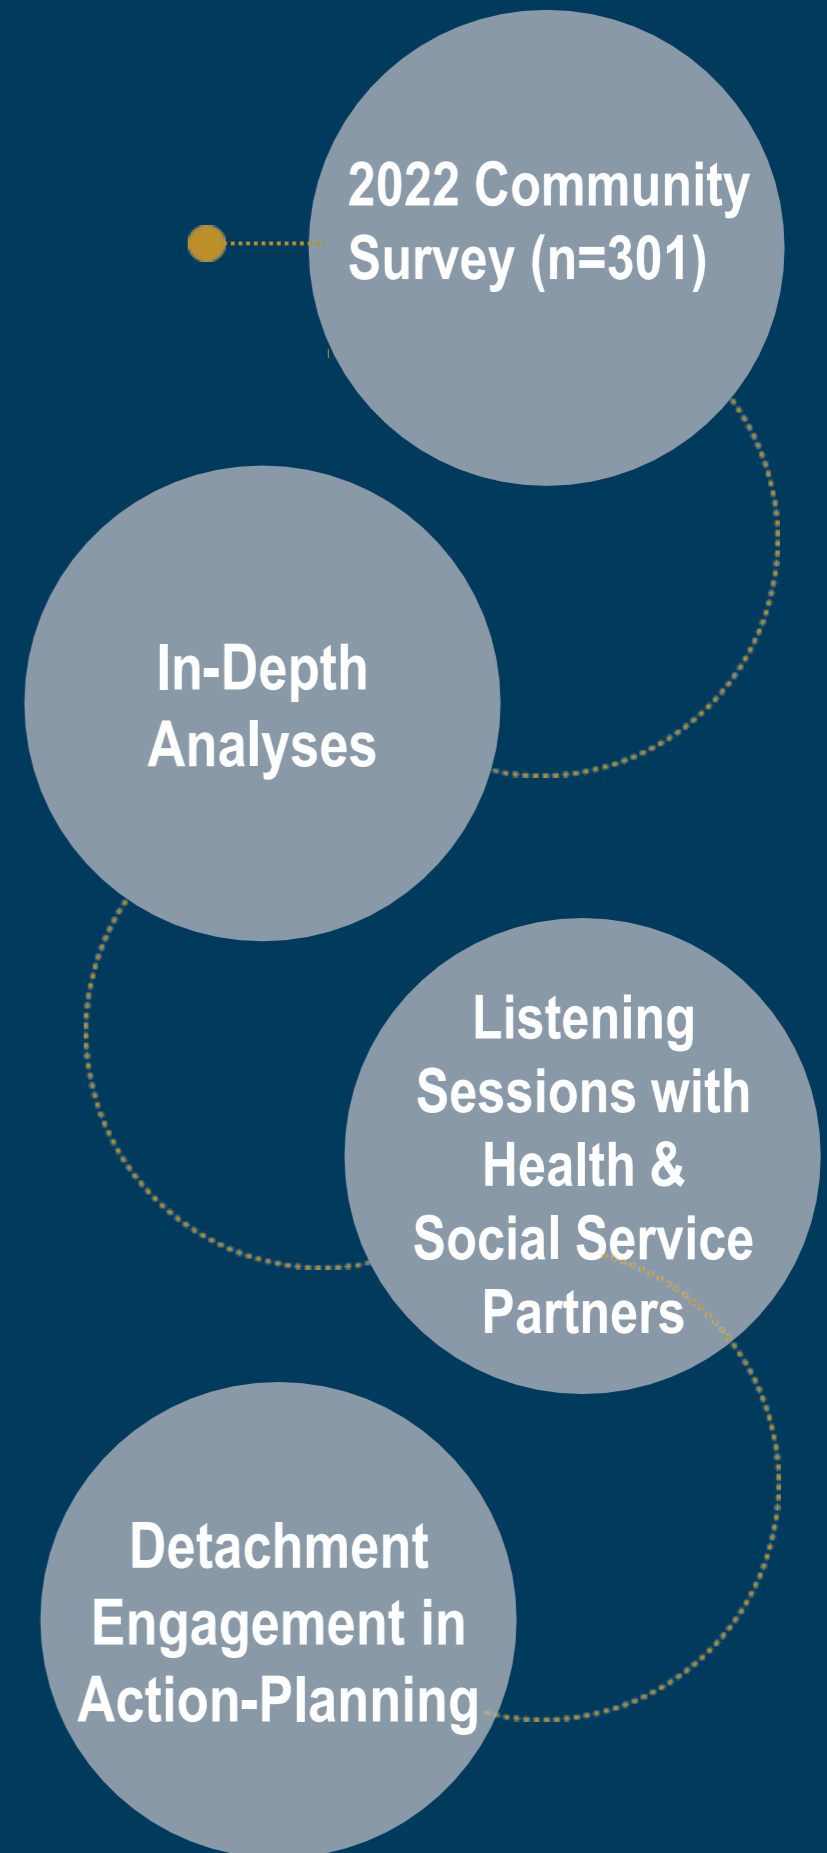 2022 Community
Survey (n=301)
In-Depth
Analyses
Listening
Sessions with
Health &
Social Service
Partners
Detachment
Engagement in
Action-Planning